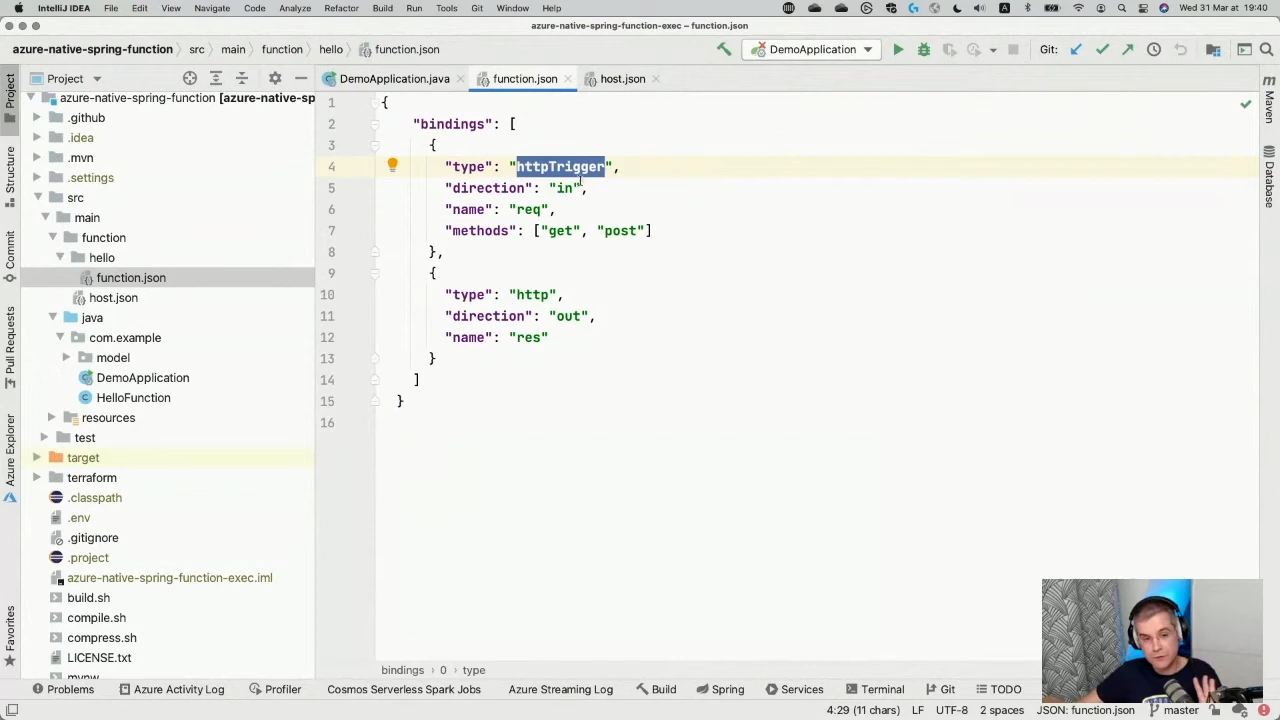 IntelliJ IDEA File Edit View Navigate Code Analyze Refactor Build Run Tools Git Window Help Wed 31 Mar at 19:40
azure-native-spring-function-exec – function.json
azure-native-spring-function src main function hello function.json DemoApplication Git:
Project DemoApplication.java function.json host.json
Project
Structure
Commit
Pull Requests
Azure Explorer
Favorites
azure-native-spring-function [azure-native-sp
.github
.idea
.mvn
.settings
src
main
function
hello
function.json
host.json
java
com.example
model
DemoApplication
HelloFunction
resources
test
target
terraform
.classpath
.env
.gitignore
.project
azure-native-spring-function-exec.iml
build.sh
compile.sh
compress.sh
LICENSE.txt
mvnw
1 {
2 "bindings": [
3 {
4 "type": "httpTrigger",
5 "direction": "in",
6 "name": "req",
7 "methods": ["get", "post"]
8 },
9 {
10 "type": "http",
11 "direction": "out",
12 "name": "res"
13 }
14 ]
15 }
16
Maven
Database
bindings › 0 › type
Problems Azure Activity Log Profiler Cosmos Serverless Spark Jobs Azure Streaming Log Build Spring Services Terminal Git TODO
4:29 (11 chars) LF UTF-8 2 spaces JSON: function.json master